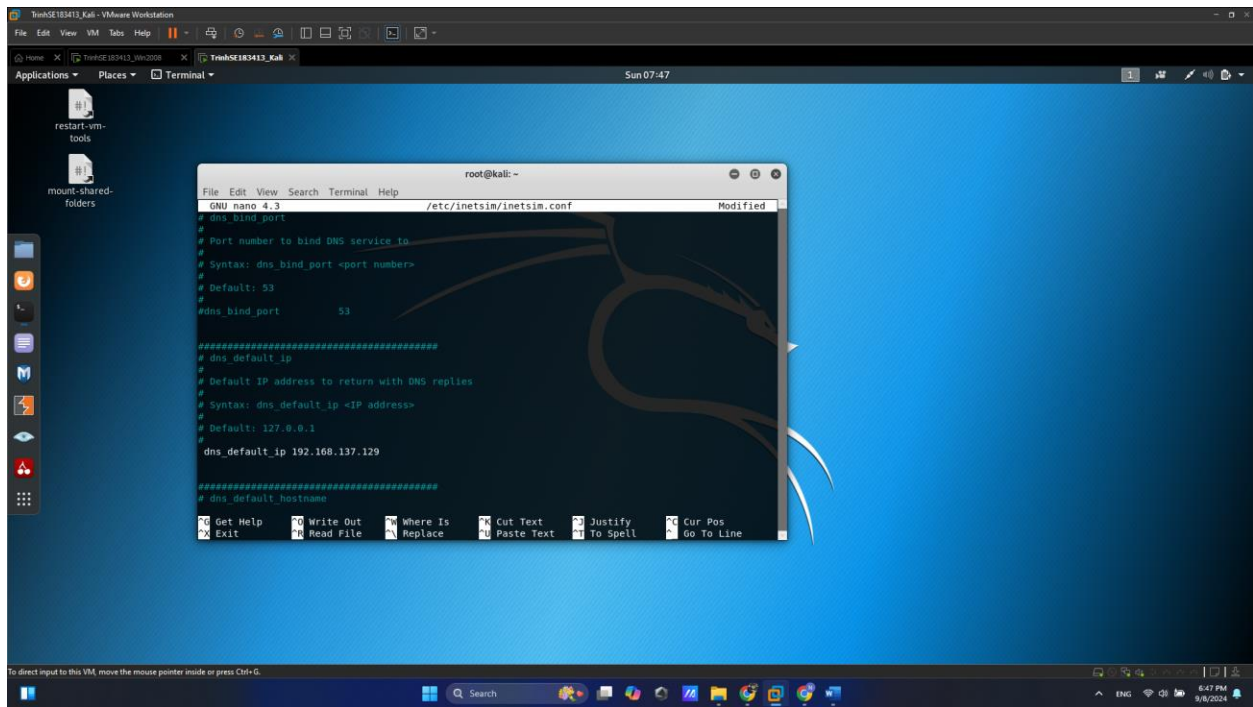 TrinhSE183413_Kali - VMware Workstation
File Edit View VM Tabs Help
Home
TrinhSE183413_Win2008
TrinhSE183413_Kali
Applications Places Terminal
Sun 07:47
1
#!
restart-vm-
tools
#!
mount-shared-
folders
root@kali: ~
File Edit View Search Terminal Help
GNU nano 4.3 /etc/inetsim/inetsim.conf Modified
# dns_bind_port
#
# Port number to bind DNS service to
#
# Syntax: dns_bind_port <port number>
#
# Default: 53
#
#dns_bind_port 53
#########################################
# dns_default_ip
#
# Default IP address to return with DNS replies
#
# Syntax: dns_default_ip <IP address>
#
# Default: 127.0.0.1
#
dns_default_ip 192.168.137.129
#########################################
# dns_default_hostname
^G Get Help ^O Write Out ^W Where Is ^K Cut Text ^J Justify ^C Cur Pos
^X Exit ^R Read File ^\ Replace ^U Paste Text ^T To Spell ^_ Go To Line
To direct input to this VM, move the mouse pointer inside or press Ctrl+G.
Search
ENG
6:47 PM
9/8/2024